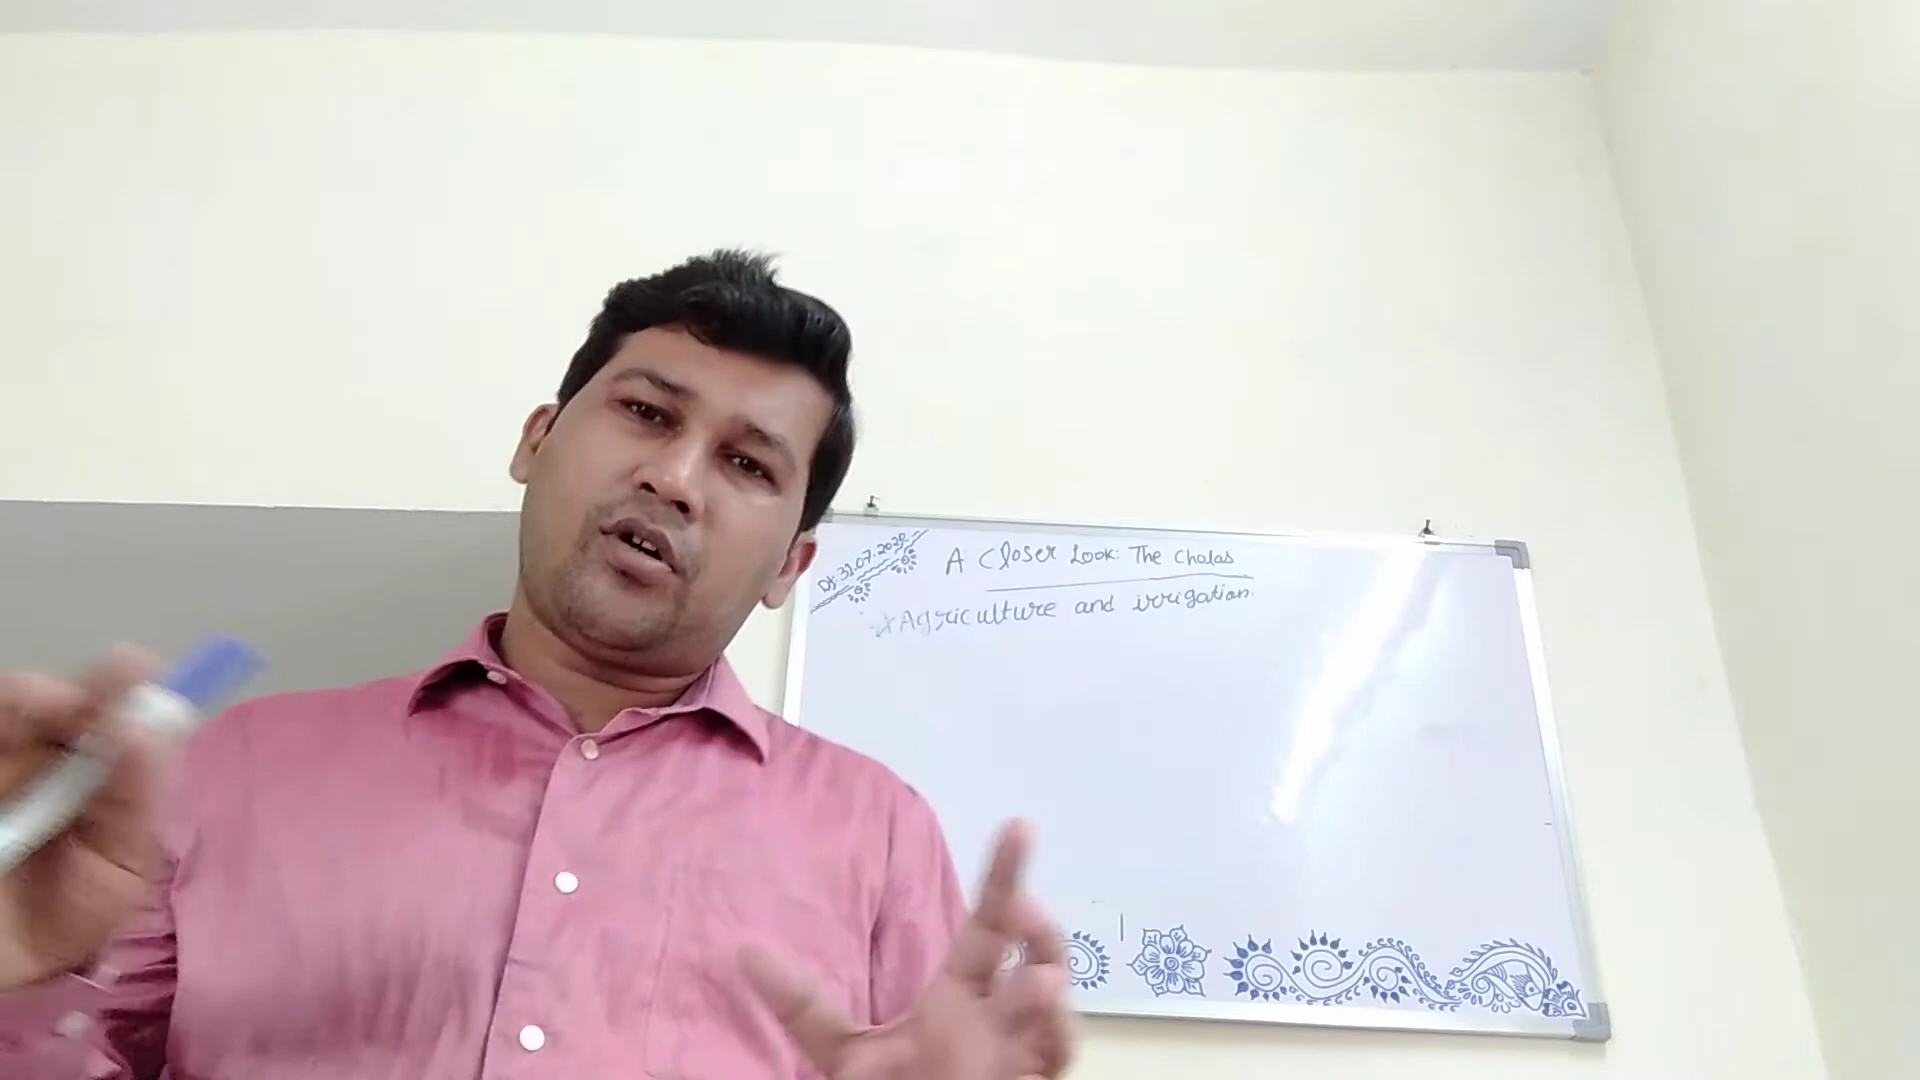 Dt: 31.07.2020
A Closer Look: The Cholas
Agriculture and irrigation.